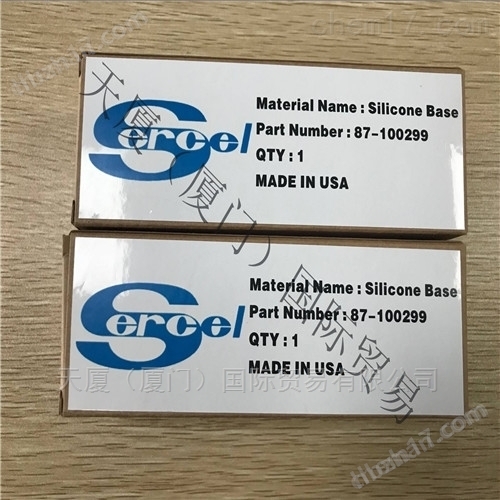 Sercel
Material Name : Silicone Base
Part Number : 87-100299
QTY : 1
MADE IN USA
Sercel
Material Name : Silicone Base
Part Number : 87-100299
QTY : 1
MADE IN USA
天厦（厦门）国际贸易
天厦（厦门）国际贸易有限公司